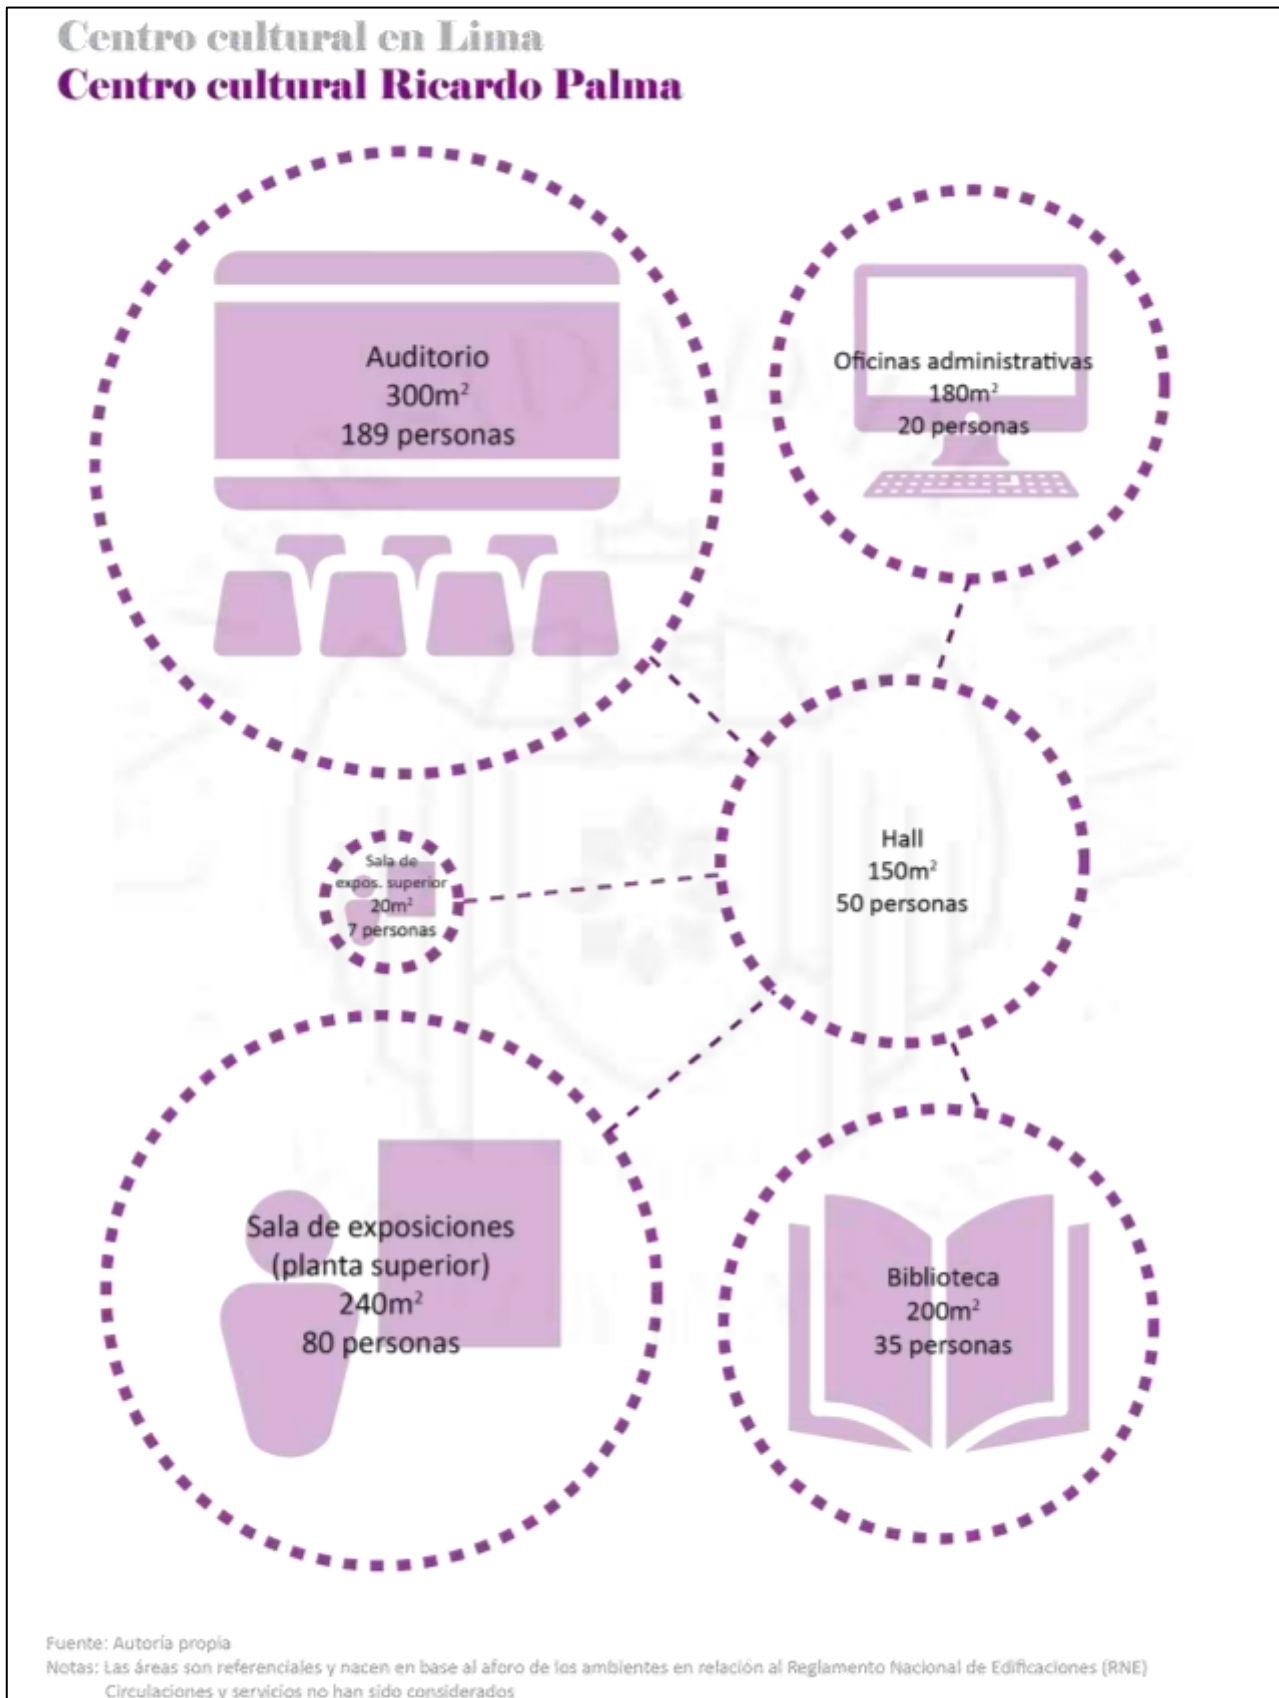 Centro cultural en Lima
Centro cultural Ricardo Palma
Auditorio
300m²
189 personas
Oficinas administrativas
180m²
20 personas
Hall
150m²
50 personas
Sala de
expos. superior
20m²
7 personas
Sala de exposiciones
(planta superior)
240m²
80 personas
Biblioteca
200m²
35 personas
Fuente: Autoría propia
Notas: Las áreas son referenciales y nacen en base al aforo de los ambientes en relación al Reglamento Nacional de Edificaciones (RNE)
Circulaciones y servicios no han sido considerados